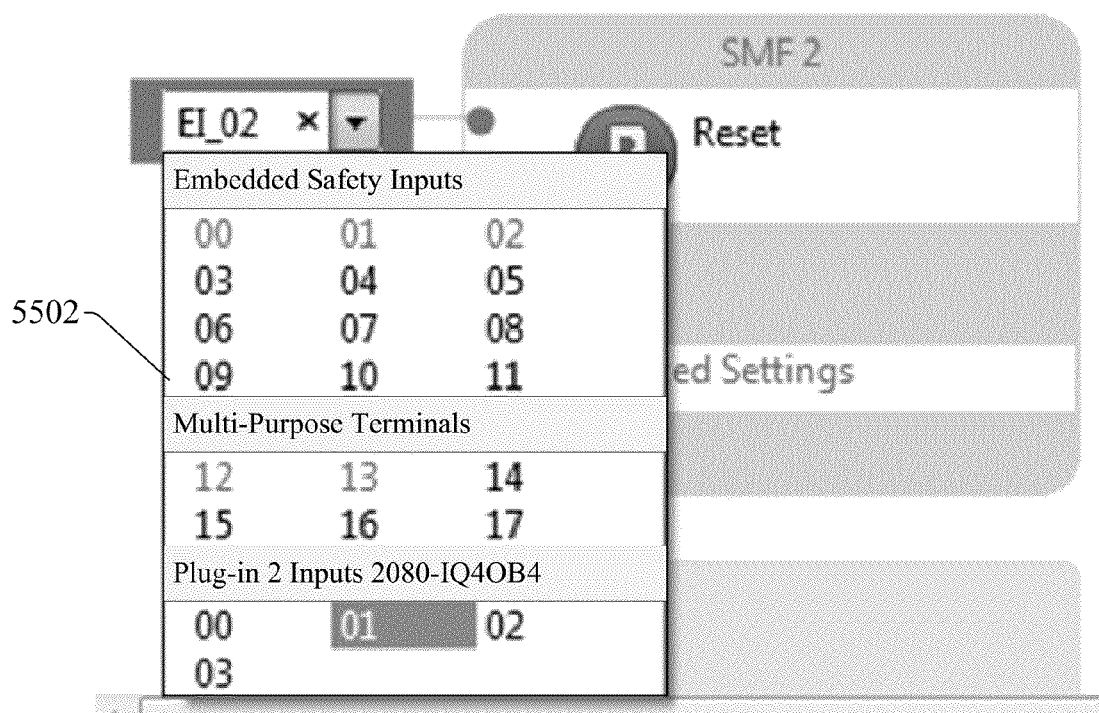 SMF 2
EI_02 × ▼
R
Reset
Embedded Safety Inputs
00 01 02
03 04 05
06 07 08
5502
09 10 11
ed Settings
Multi-Purpose Terminals
12 13 14
15 16 17
Plug-in 2 Inputs 2080-IQ4OB4
00 01 02
03